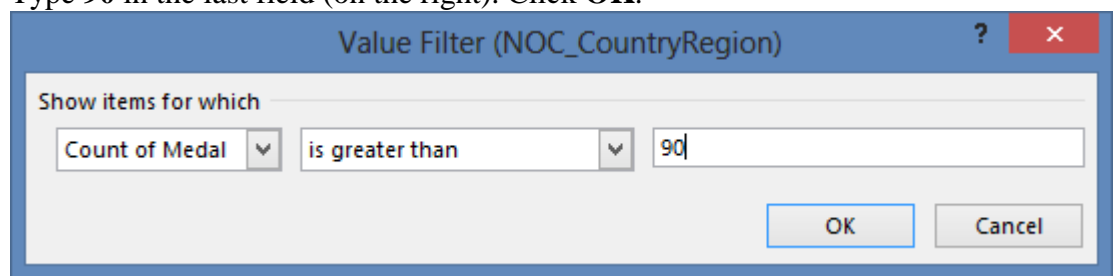 Type 90 in the last field (on the right). Click OK.
Value Filter (NOC_CountryRegion) ? ×
Show items for which
Count of Medal is greater than 90
OK Cancel